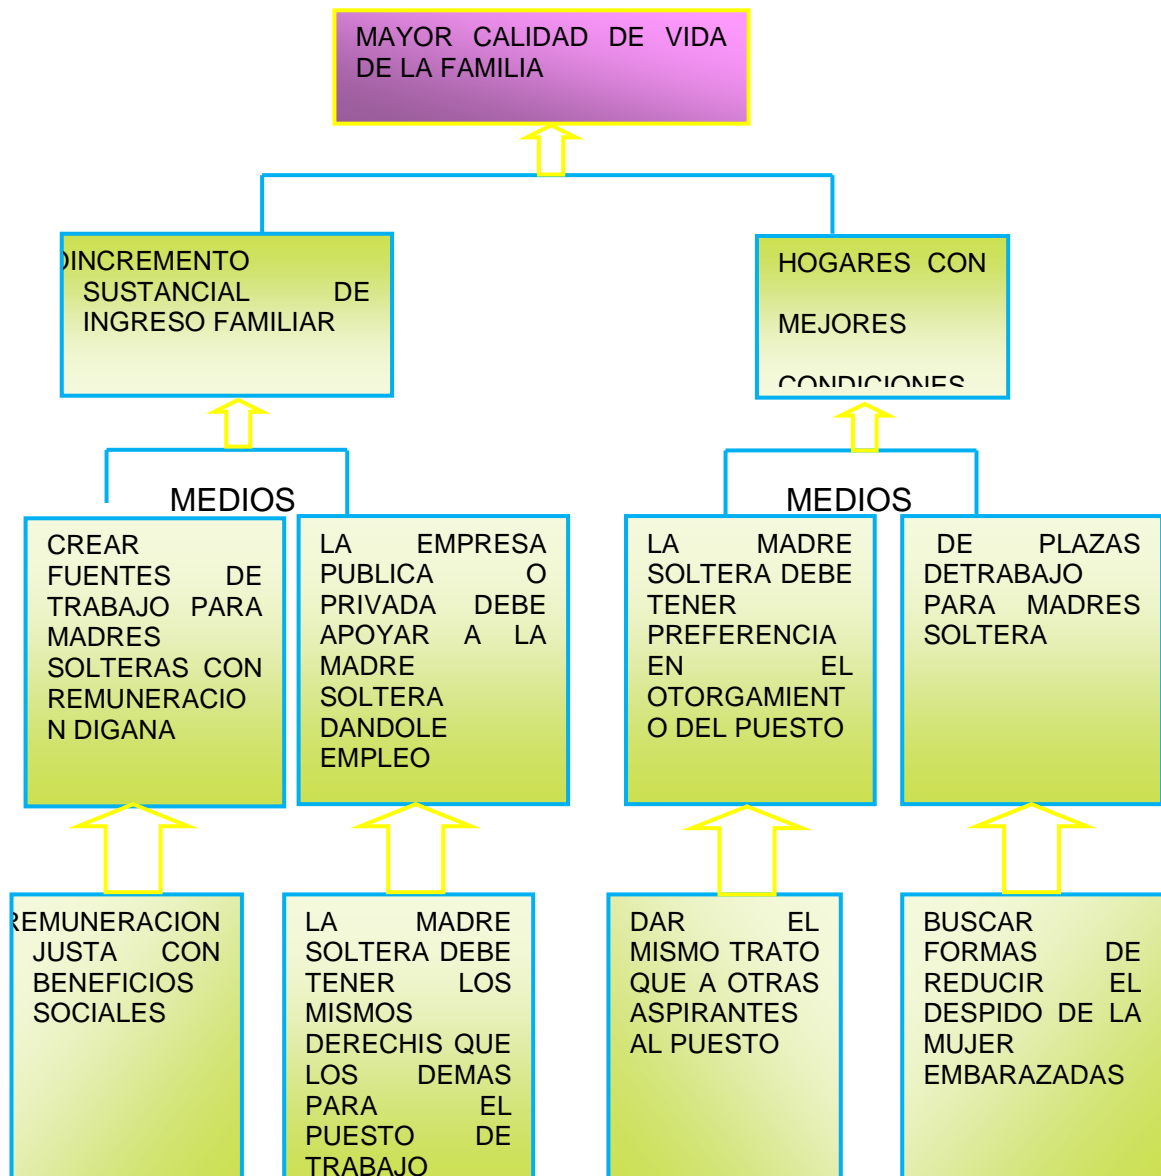 MAYOR CALIDAD DE VIDA
DE LA FAMILIA
INCREMENTO
SUSTANCIAL DE
INGRESO FAMILIAR
HOGARES CON
MEJORES
CONDICIONES
MEDIOS
MEDIOS
CREAR
FUENTES DE
TRABAJO PARA
MADRES
SOLTERAS CON
REMUNERACIO
N DIGANA
LA EMPRESA
PUBLICA O
PRIVADA DEBE
APOYAR A LA
MADRE
SOLTERA
DANDOLE
EMPLEO
LA MADRE
SOLTERA DEBE
TENER
PREFERENCIA
EN EL
OTORGAMIENT
O DEL PUESTO
DE PLAZAS
DETRABAJO
PARA MADRES
SOLTERA
REMUNERACION
JUSTA CON
BENEFICIOS
SOCIALES
LA MADRE
SOLTERA DEBE
TENER LOS
MISMOS
DERECHIS QUE
LOS DEMAS
PARA EL
PUESTO DE
TRABAJO
DAR EL
MISMO TRATO
QUE A OTRAS
ASPIRANTES
AL PUESTO
BUSCAR
FORMAS DE
REDUCIR EL
DESPIDO DE LA
MUJER
EMBARAZADAS